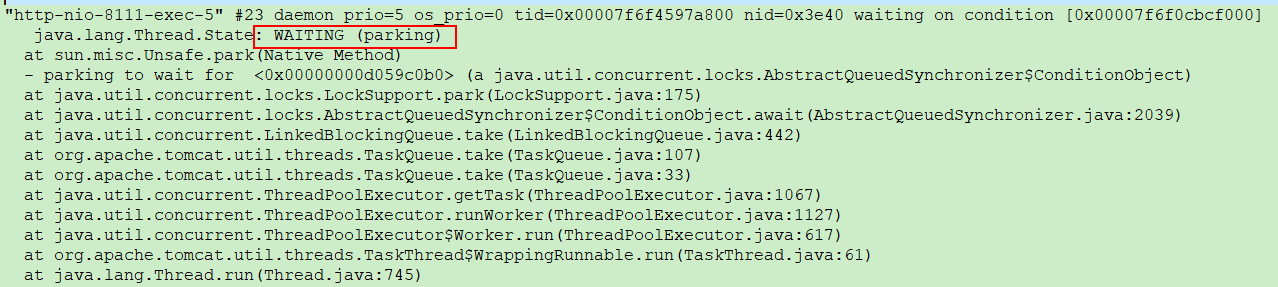 "http-nio-8111-exec-5" #23 daemon prio=5 os_prio=0 tid=0x00007f6f4597a800 nid=0x3e40 waiting on condition [0x00007f6f0cbcf000]
java.lang.Thread.State: WAITING (parking)
at sun.misc.Unsafe.park(Native Method)
- parking to wait for <0x00000000d059c0b0> (a java.util.concurrent.locks.AbstractQueuedSynchronizer$ConditionObject)
at java.util.concurrent.locks.LockSupport.park(LockSupport.java:175)
at java.util.concurrent.locks.AbstractQueuedSynchronizer$ConditionObject.await(AbstractQueuedSynchronizer.java:2039)
at java.util.concurrent.LinkedBlockingQueue.take(LinkedBlockingQueue.java:442)
at org.apache.tomcat.util.threads.TaskQueue.take(TaskQueue.java:107)
at org.apache.tomcat.util.threads.TaskQueue.take(TaskQueue.java:33)
at java.util.concurrent.ThreadPoolExecutor.getTask(ThreadPoolExecutor.java:1067)
at java.util.concurrent.ThreadPoolExecutor.runWorker(ThreadPoolExecutor.java:1127)
at java.util.concurrent.ThreadPoolExecutor$Worker.run(ThreadPoolExecutor.java:617)
at org.apache.tomcat.util.threads.TaskThread$WrappingRunnable.run(TaskThread.java:61)
at java.lang.Thread.run(Thread.java:745)